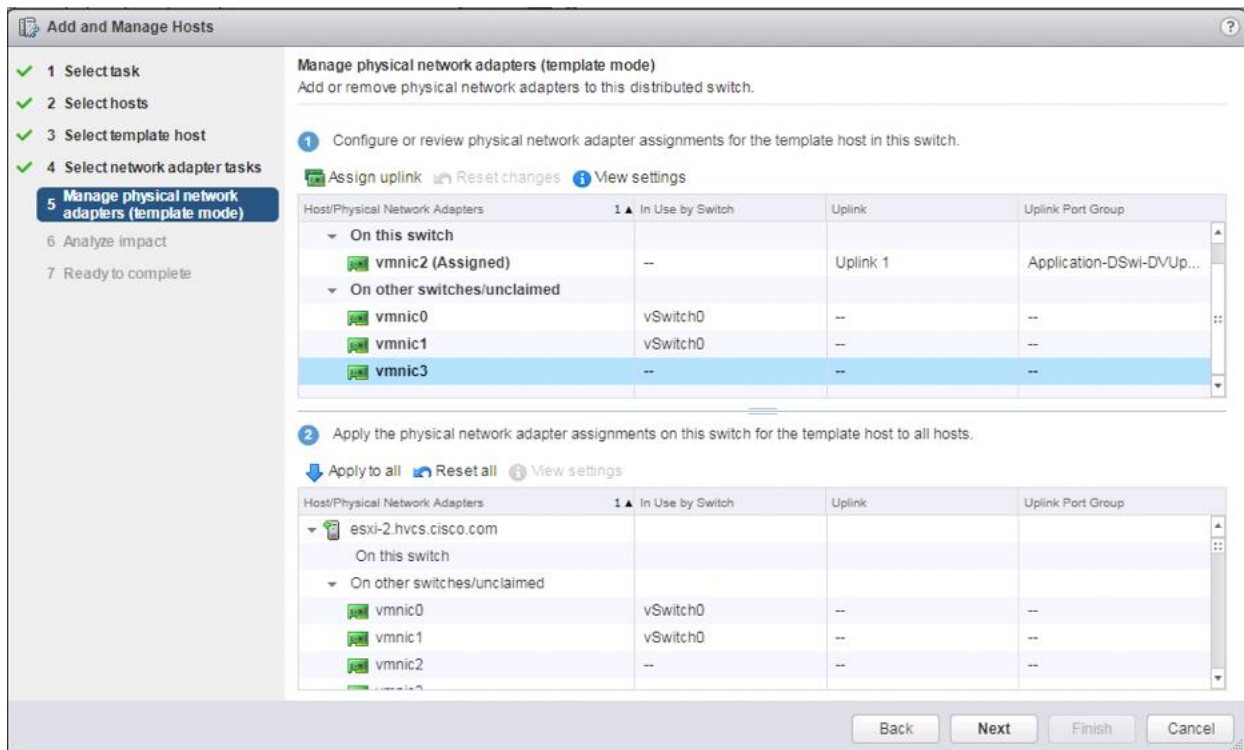 Add and Manage Hosts
?
1 Select task
2 Select hosts
3 Select template host
4 Select network adapter tasks
5 Manage physical network
adapters (template mode)
6 Analyze impact
7 Ready to complete
Manage physical network adapters (template mode)
Add or remove physical network adapters to this distributed switch.
1 Configure or review physical network adapter assignments for the template host in this switch.
Assign uplink Reset changes View settings
Host/Physical Network Adapters 1 ▲ In Use by Switch Uplink Uplink Port Group
On this switch
vmnic2 (Assigned) -- Uplink 1 Application-DSwi-DVUp...
On other switches/unclaimed
vmnic0 vSwitch0 -- --
vmnic1 vSwitch0 -- --
vmnic3 -- -- --
2 Apply the physical network adapter assignments on this switch for the template host to all hosts.
Apply to all Reset all View settings
Host/Physical Network Adapters 1 ▲ In Use by Switch Uplink Uplink Port Group
esxi-2.hvcs.cisco.com
On this switch
On other switches/unclaimed
vmnic0 vSwitch0 -- --
vmnic1 vSwitch0 -- --
vmnic2 -- -- --
Back Next Finish Cancel